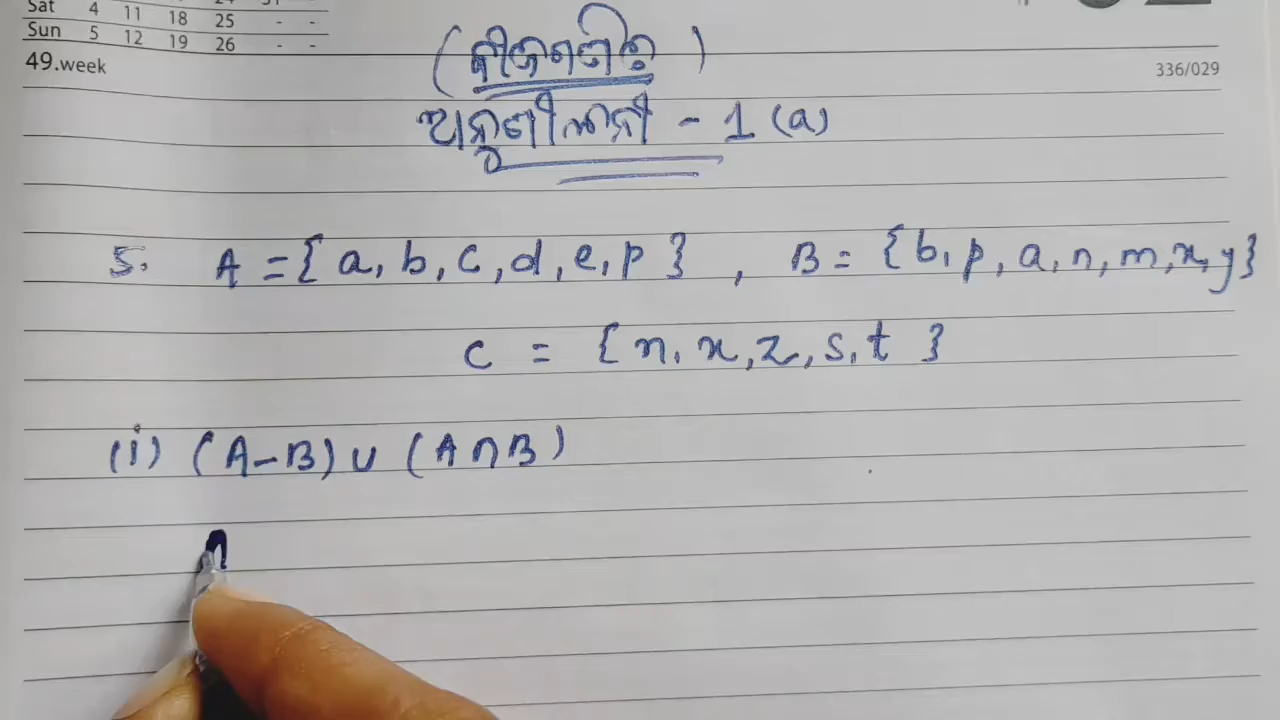 Sat 4 11 18 25 - -
Sun 5 12 19 26 - -
49.week
336/029
(ବୀଜଗଣିତ)
ଅନୁଶୀଳନୀ - 1 (a)
5. A = { a, b, c, d, e, p } , B = { b, p, a, n, m, x, y }
C = { n, x, z, s, t }
(i) (A-B) ∪ (A∩B)